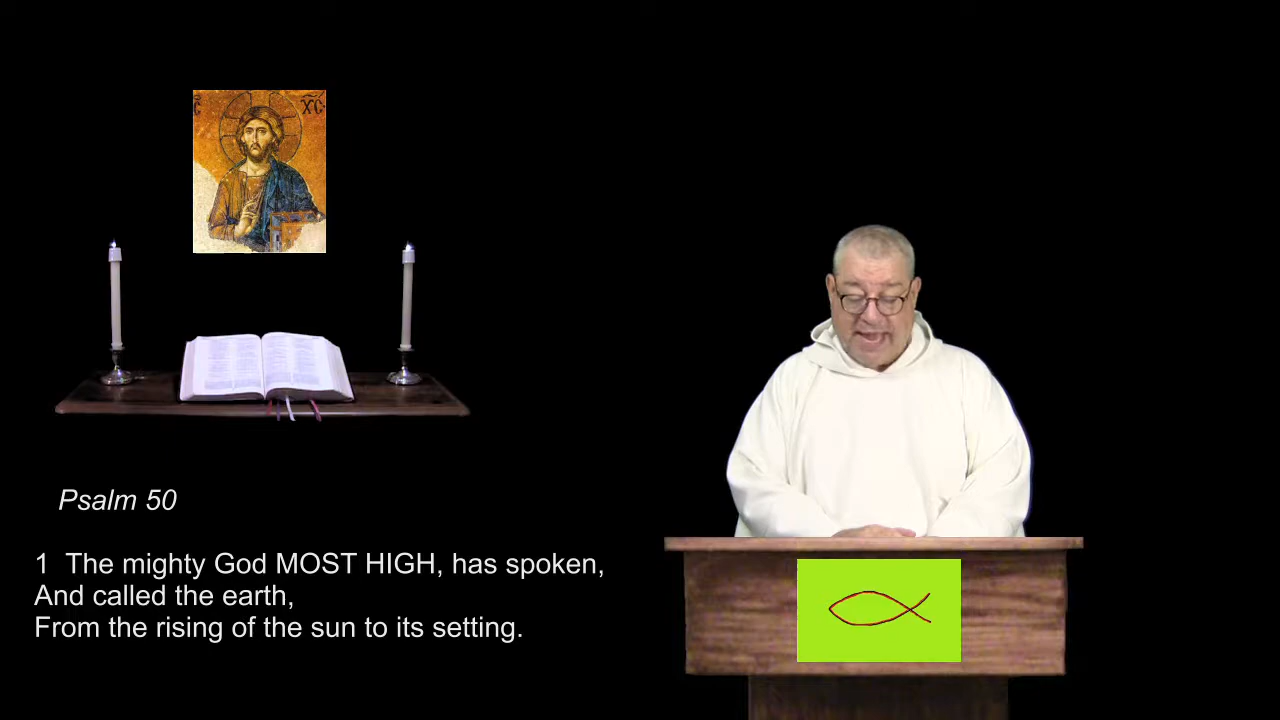 XC
Psalm 50
1 The mighty God MOST HIGH, has spoken,
And called the earth,
From the rising of the sun to its setting.